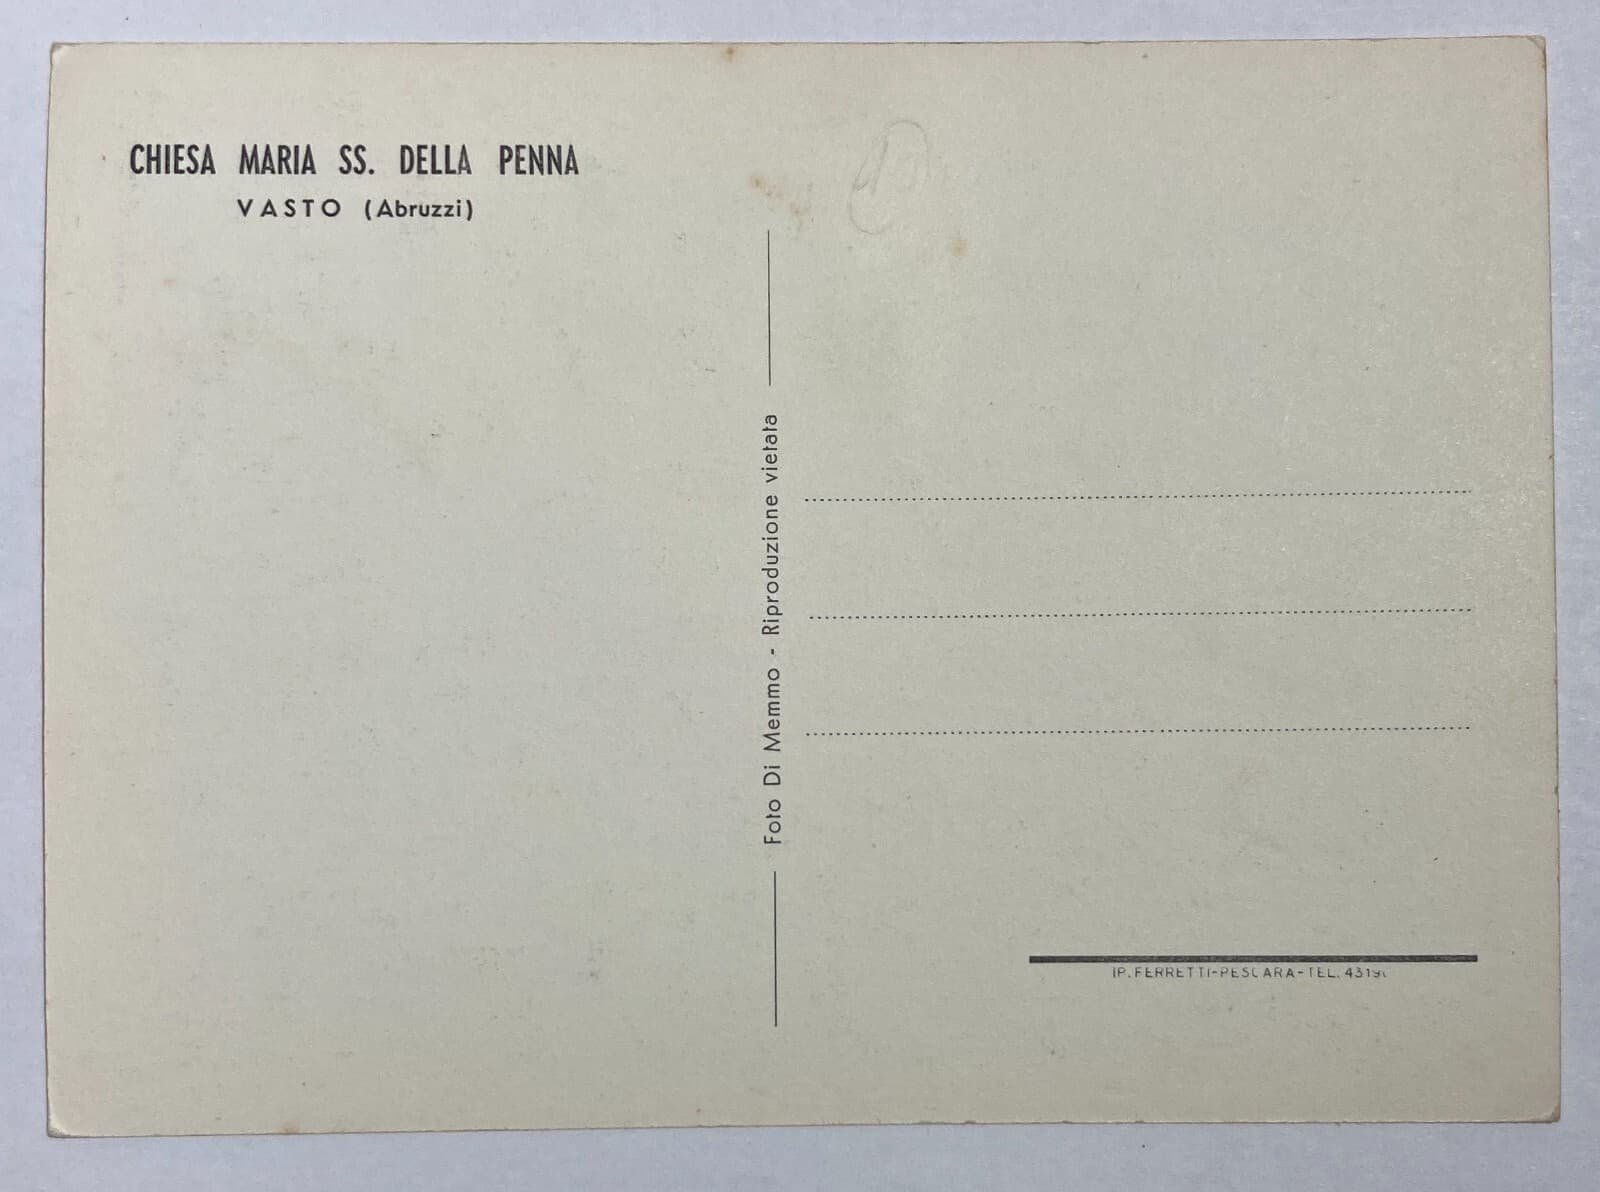 CHIESA MARIA SS. DELLA PENNA
VASTO (Abruzzi)
Foto Di Memmo - Riproduzione vietata
IP. FERRETTI-PESCARA-TEL.